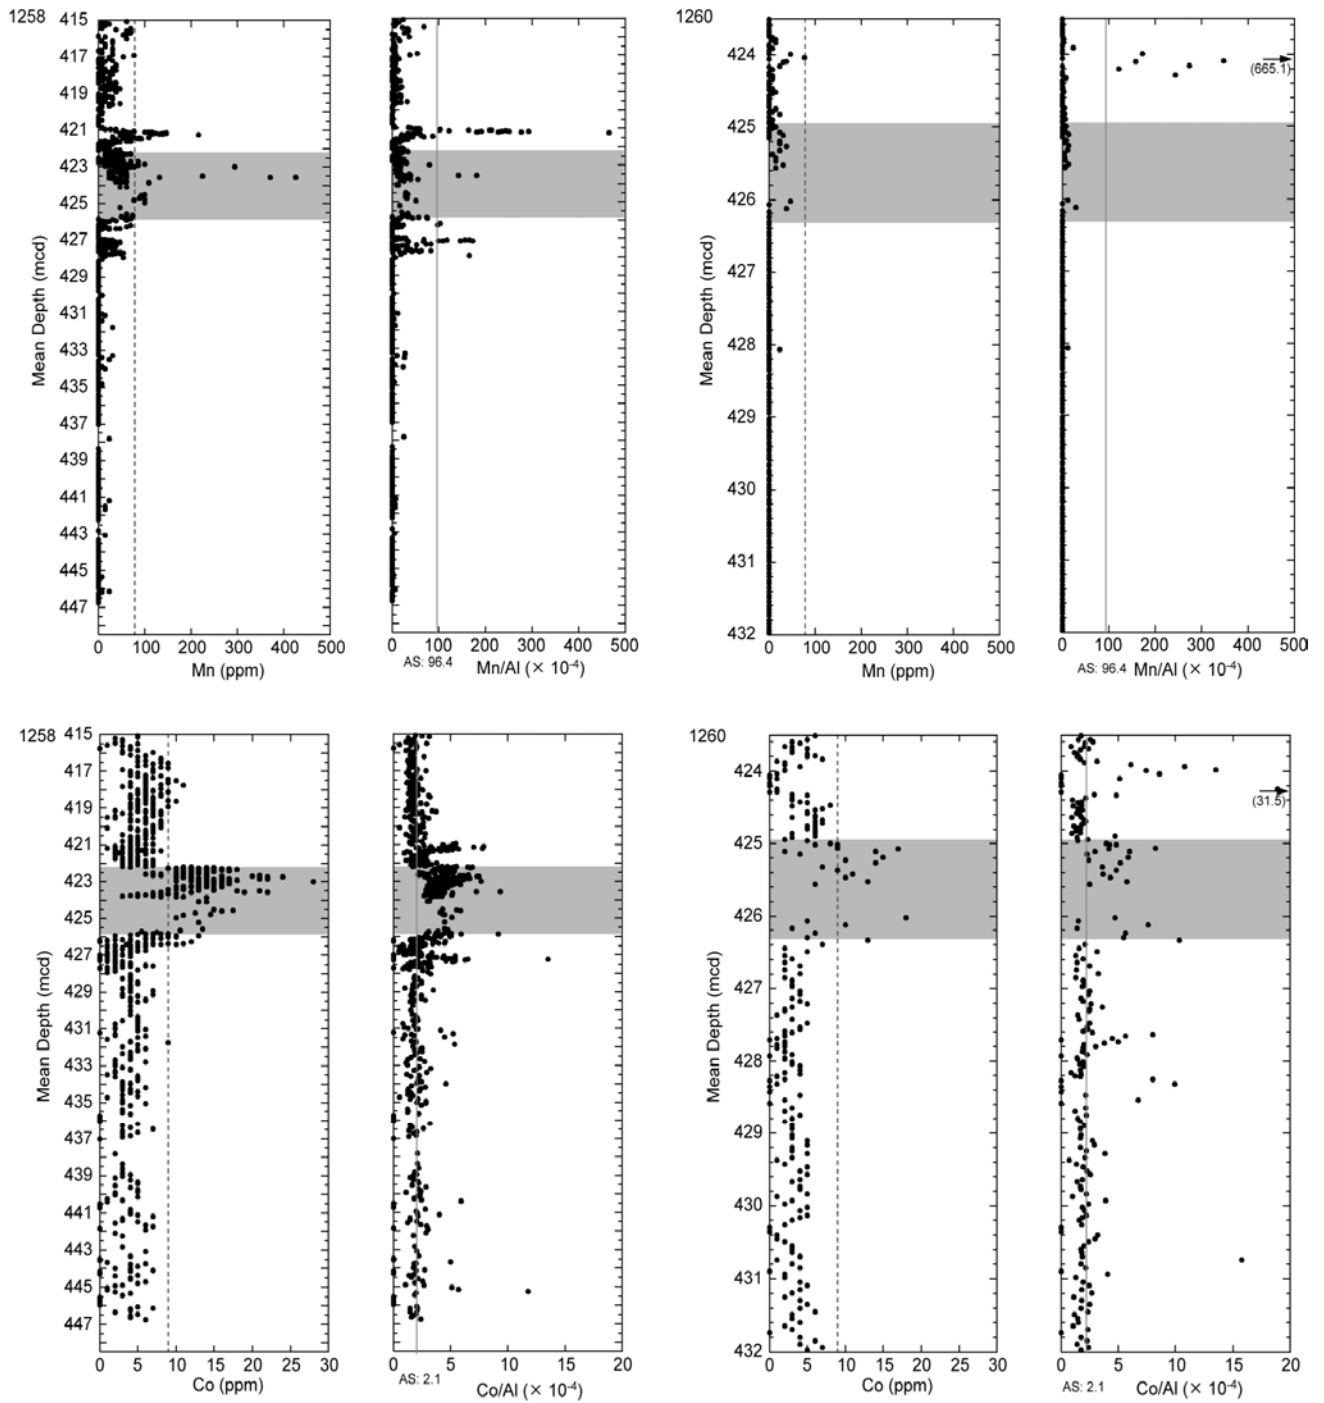 1258
415
417
419
421
423
425
427
429
431
433
435
437
439
441
443
445
447
Mean Depth (mcd)
0 100 200 300 400 500
Mn (ppm)
0 100 200 300 400 500
AS: 96.4 Mn/Al (× 10-4)
1260
424
425
426
427
428
429
430
431
432
Mean Depth (mcd)
0 100 200 300 400 500
Mn (ppm)
(665.1)
0 100 200 300 400 500
AS: 96.4 Mn/Al (× 10-4)
1258
415
417
419
421
423
425
427
429
431
433
435
437
439
441
443
445
447
Mean Depth (mcd)
0 5 10 15 20 25 30
Co (ppm)
0 5 10 15 20
AS: 2.1 Co/Al (× 10-4)
1260
424
425
426
427
428
429
430
431
432
Mean Depth (mcd)
0 5 10 15 20 25 30
Co (ppm)
(31.5)
0 5 10 15 20
AS: 2.1 Co/Al (× 10-4)